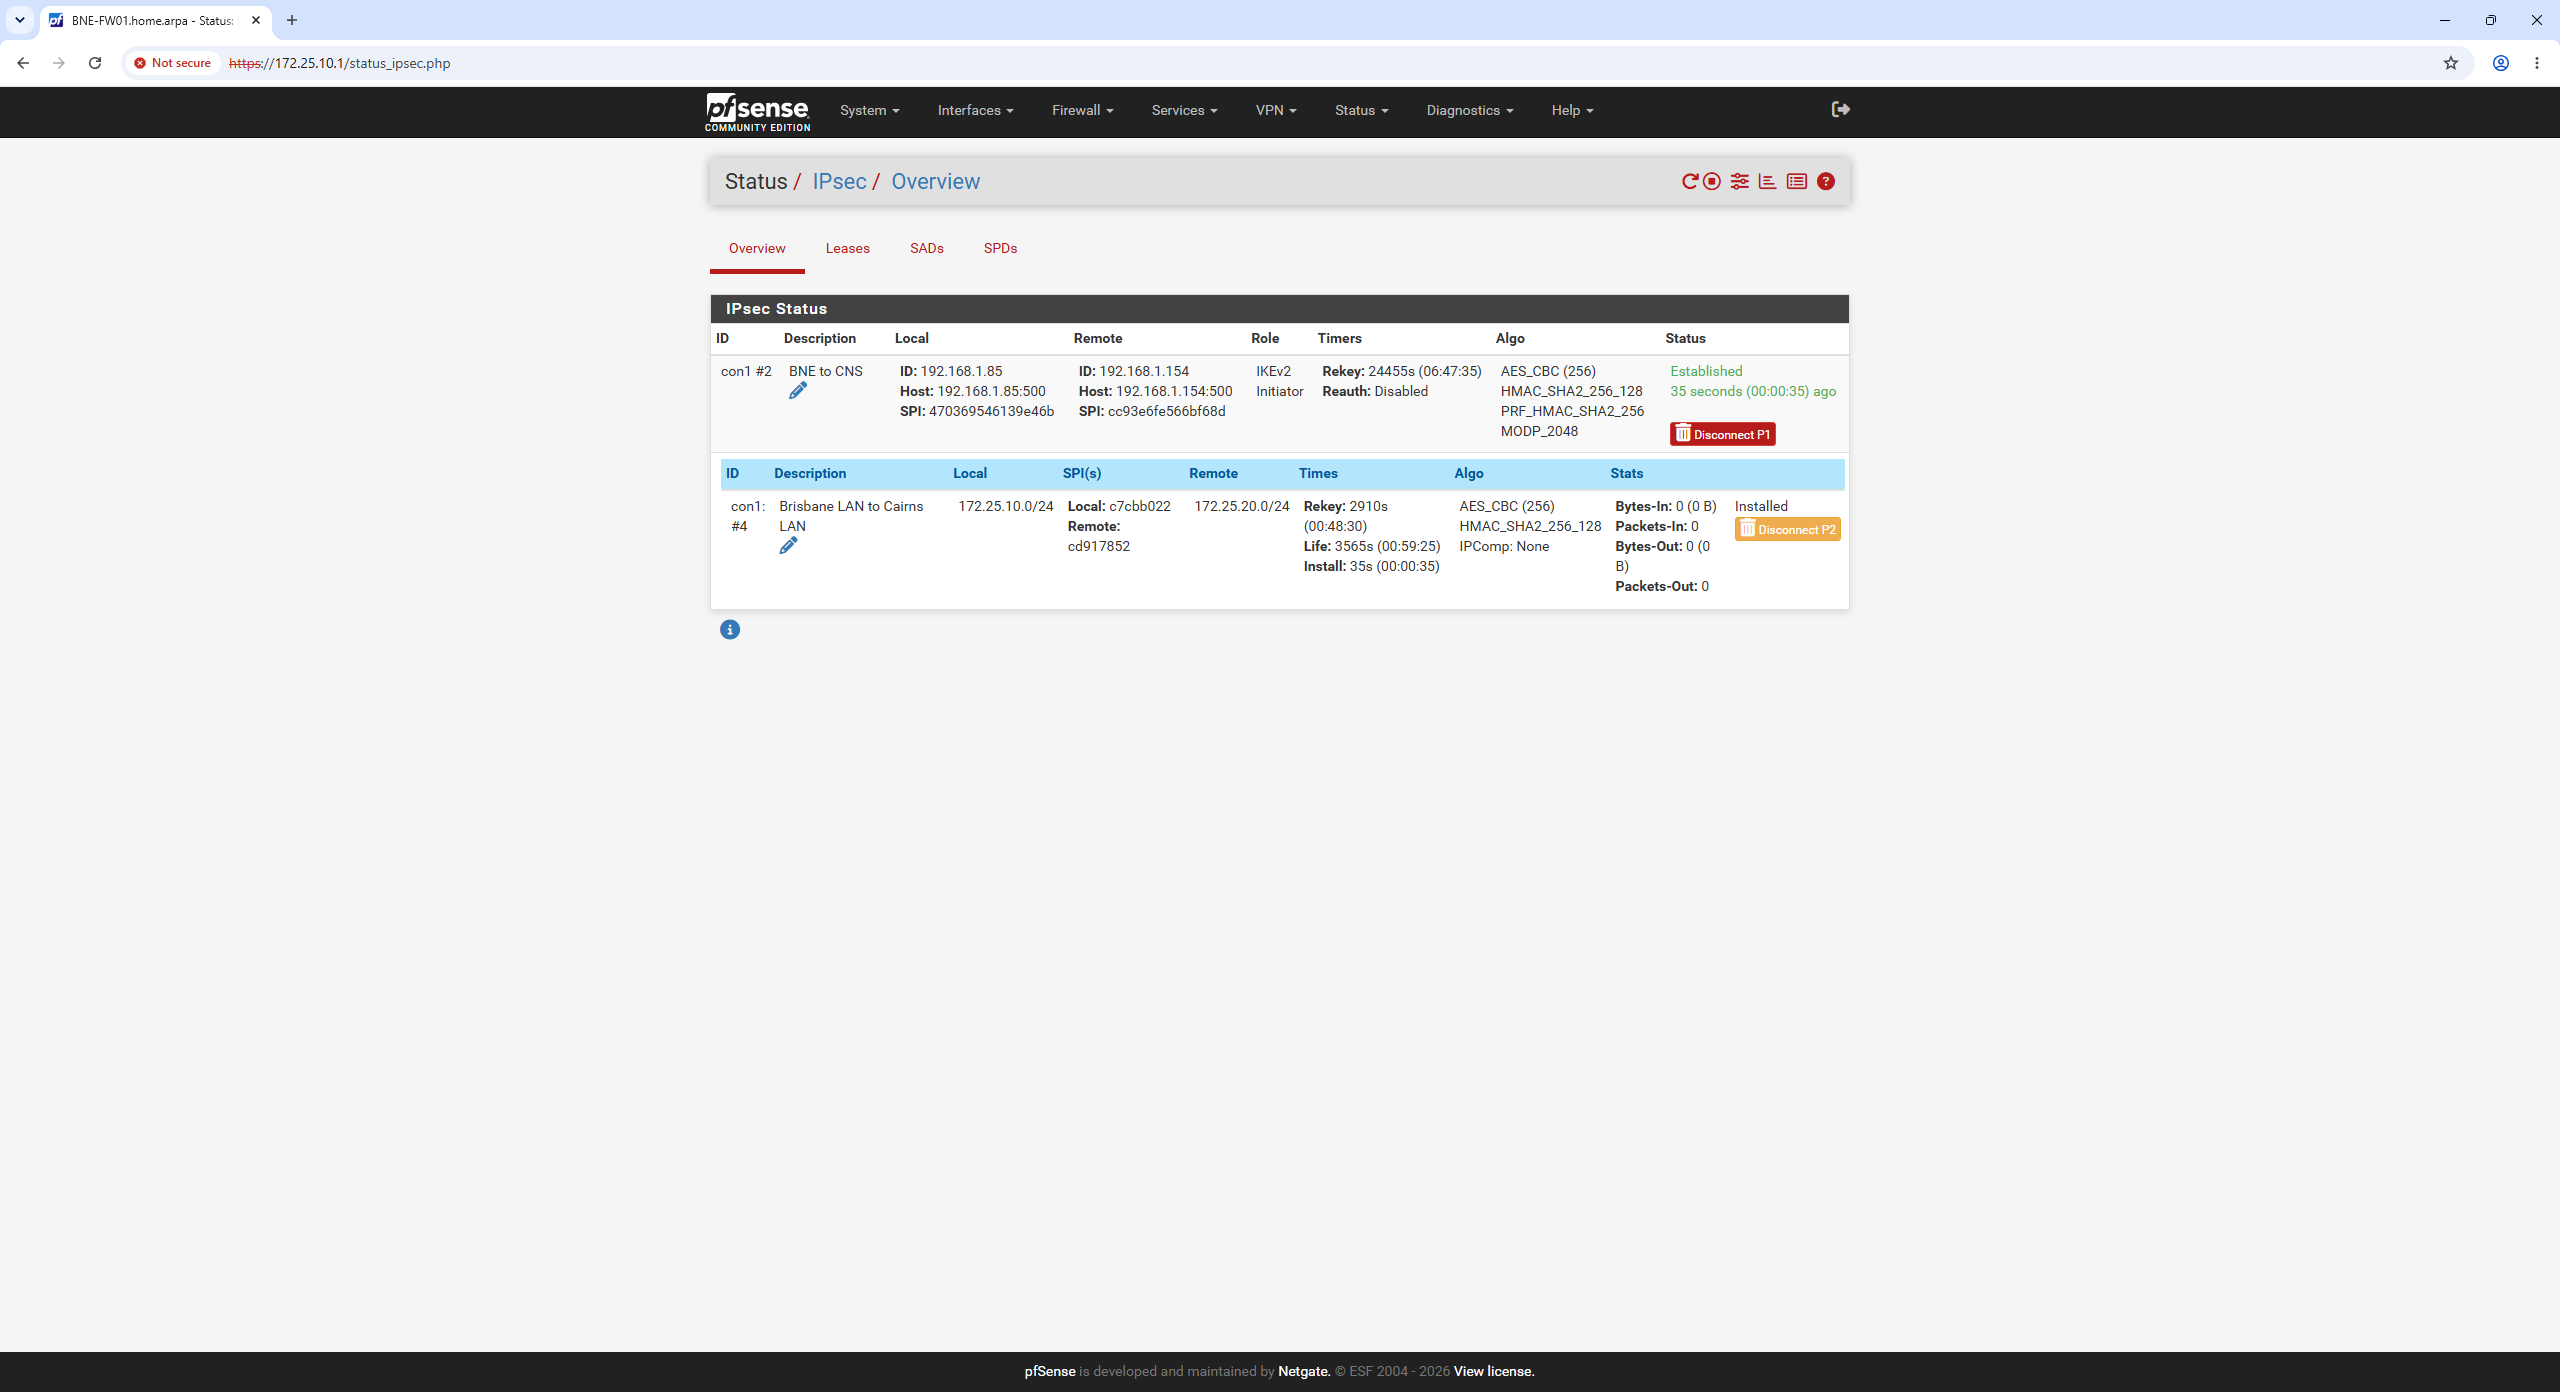 BNE-FW01.home.arpa - Status:
Not secure https://172.25.10.1/status_ipsec.php
pfsense COMMUNITY EDITION System Interfaces Firewall Services VPN Status Diagnostics Help
Status / IPsec / Overview
Overview Leases SADs SPDs
IPsec Status
ID Description Local Remote Role Timers Algo Status
con1 #2 BNE to CNS ID: 192.168.1.85 ID: 192.168.1.154 IKEv2 Rekey: 24455s (06:47:35) AES_CBC (256) Established
Host: 192.168.1.85:500 Host: 192.168.1.154:500 Initiator Reauth: Disabled HMAC_SHA2_256_128 35 seconds (00:00:35) ago
SPI: 470369546139e46b SPI: cc93e6fe566bf68d PRF_HMAC_SHA2_256
MODP_2048 Disconnect P1
ID Description Local SPI(s) Remote Times Algo Stats
con1: Brisbane LAN to Cairns 172.25.10.0/24 Local: c7cbb022 172.25.20.0/24 Rekey: 2910s AES_CBC (256) Bytes-In: 0 (0 B) Installed
#4 LAN Remote: (00:48:30) HMAC_SHA2_256_128 Packets-In: 0 Disconnect P2
cd917852 Life: 3565s (00:59:25) IPComp: None Bytes-Out: 0 (0
Install: 35s (00:00:35) B)
Packets-Out: 0
pfSense is developed and maintained by Netgate. © ESF 2004 - 2026 View license.